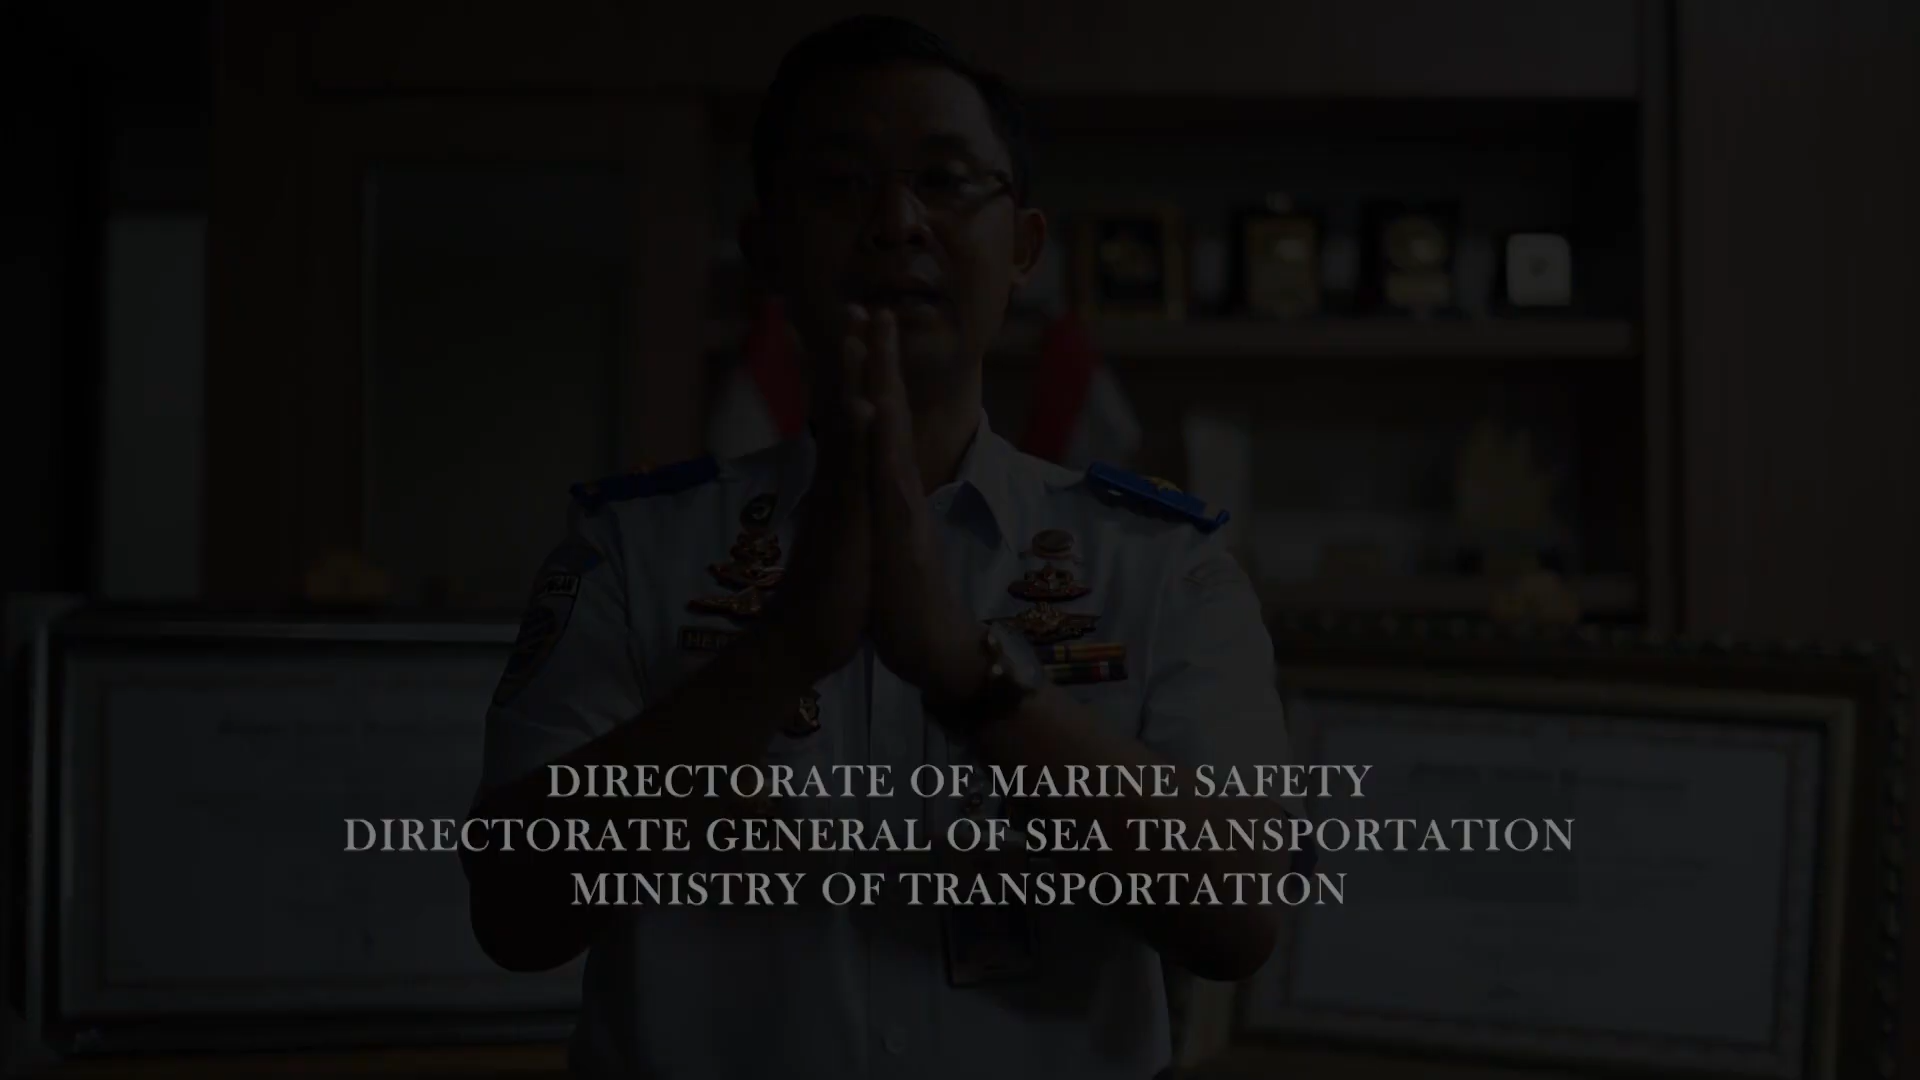 DIRECTORATE OF MARINE SAFETY
DIRECTORATE GENERAL OF SEA TRANSPORTATION
MINISTRY OF TRANSPORTATION